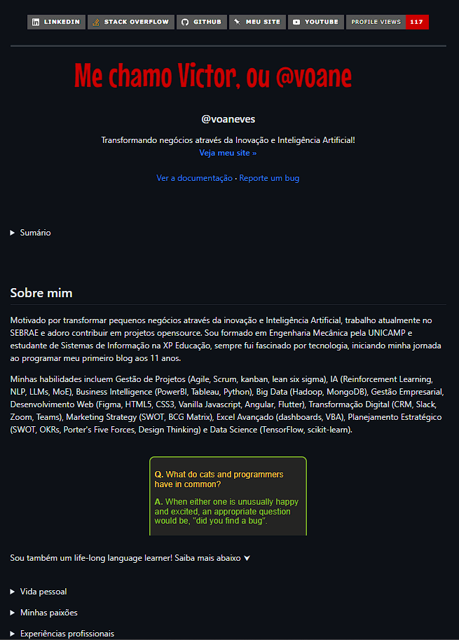 LINKEDIN STACK OVERFLOW GITHUB MEU SITE YOUTUBE PROFILE VIEWS 117
Me chamo Victor, ou @voane
@voaneves
Transformando negócios através da Inovação e Inteligência Artificial!
Veja meu site »
Ver a documentação · Reporte um bug
Sumário
Sobre mim
Motivado por transformar pequenos negócios através da inovação e Inteligência Artificial, trabalho atualmente no
SEBRAE e adoro contribuir em projetos opensource. Sou formado em Engenharia Mecânica pela UNICAMP e
estudante de Sistemas de Informação na XP Educação, sempre fui fascinado por tecnologia, iniciando minha jornada
ao programar meu primeiro blog aos 11 anos.
Minhas habilidades incluem Gestão de Projetos (Agile, Scrum, kanban, lean six sigma), IA (Reinforcement Learning,
NLP, LLMs, MoE), Business Intelligence (PowerBI, Tableau, Python), Big Data (Hadoop, MongoDB), Gestão Empresarial,
Desenvolvimento Web (Figma, HTML5, CSS3, Vanilla Javascript, Angular, Flutter), Transformação Digital (CRM, Slack,
Zoom, Teams), Marketing Strategy (SWOT, BCG Matrix), Excel Avançado (dashboards, VBA), Planejamento Estratégico
(SWOT, OKRs, Porter's Five Forces, Design Thinking) e Data Science (TensorFlow, scikit-learn).
Q. What do cats and programmers
have in common?
A. When either one is unusually happy
and excited, an appropriate question
would be, "did you find a bug".
Sou também um life-long language learner! Saiba mais abaixo ⮟
Vida pessoal
Minhas paixões
Experiências profissionais